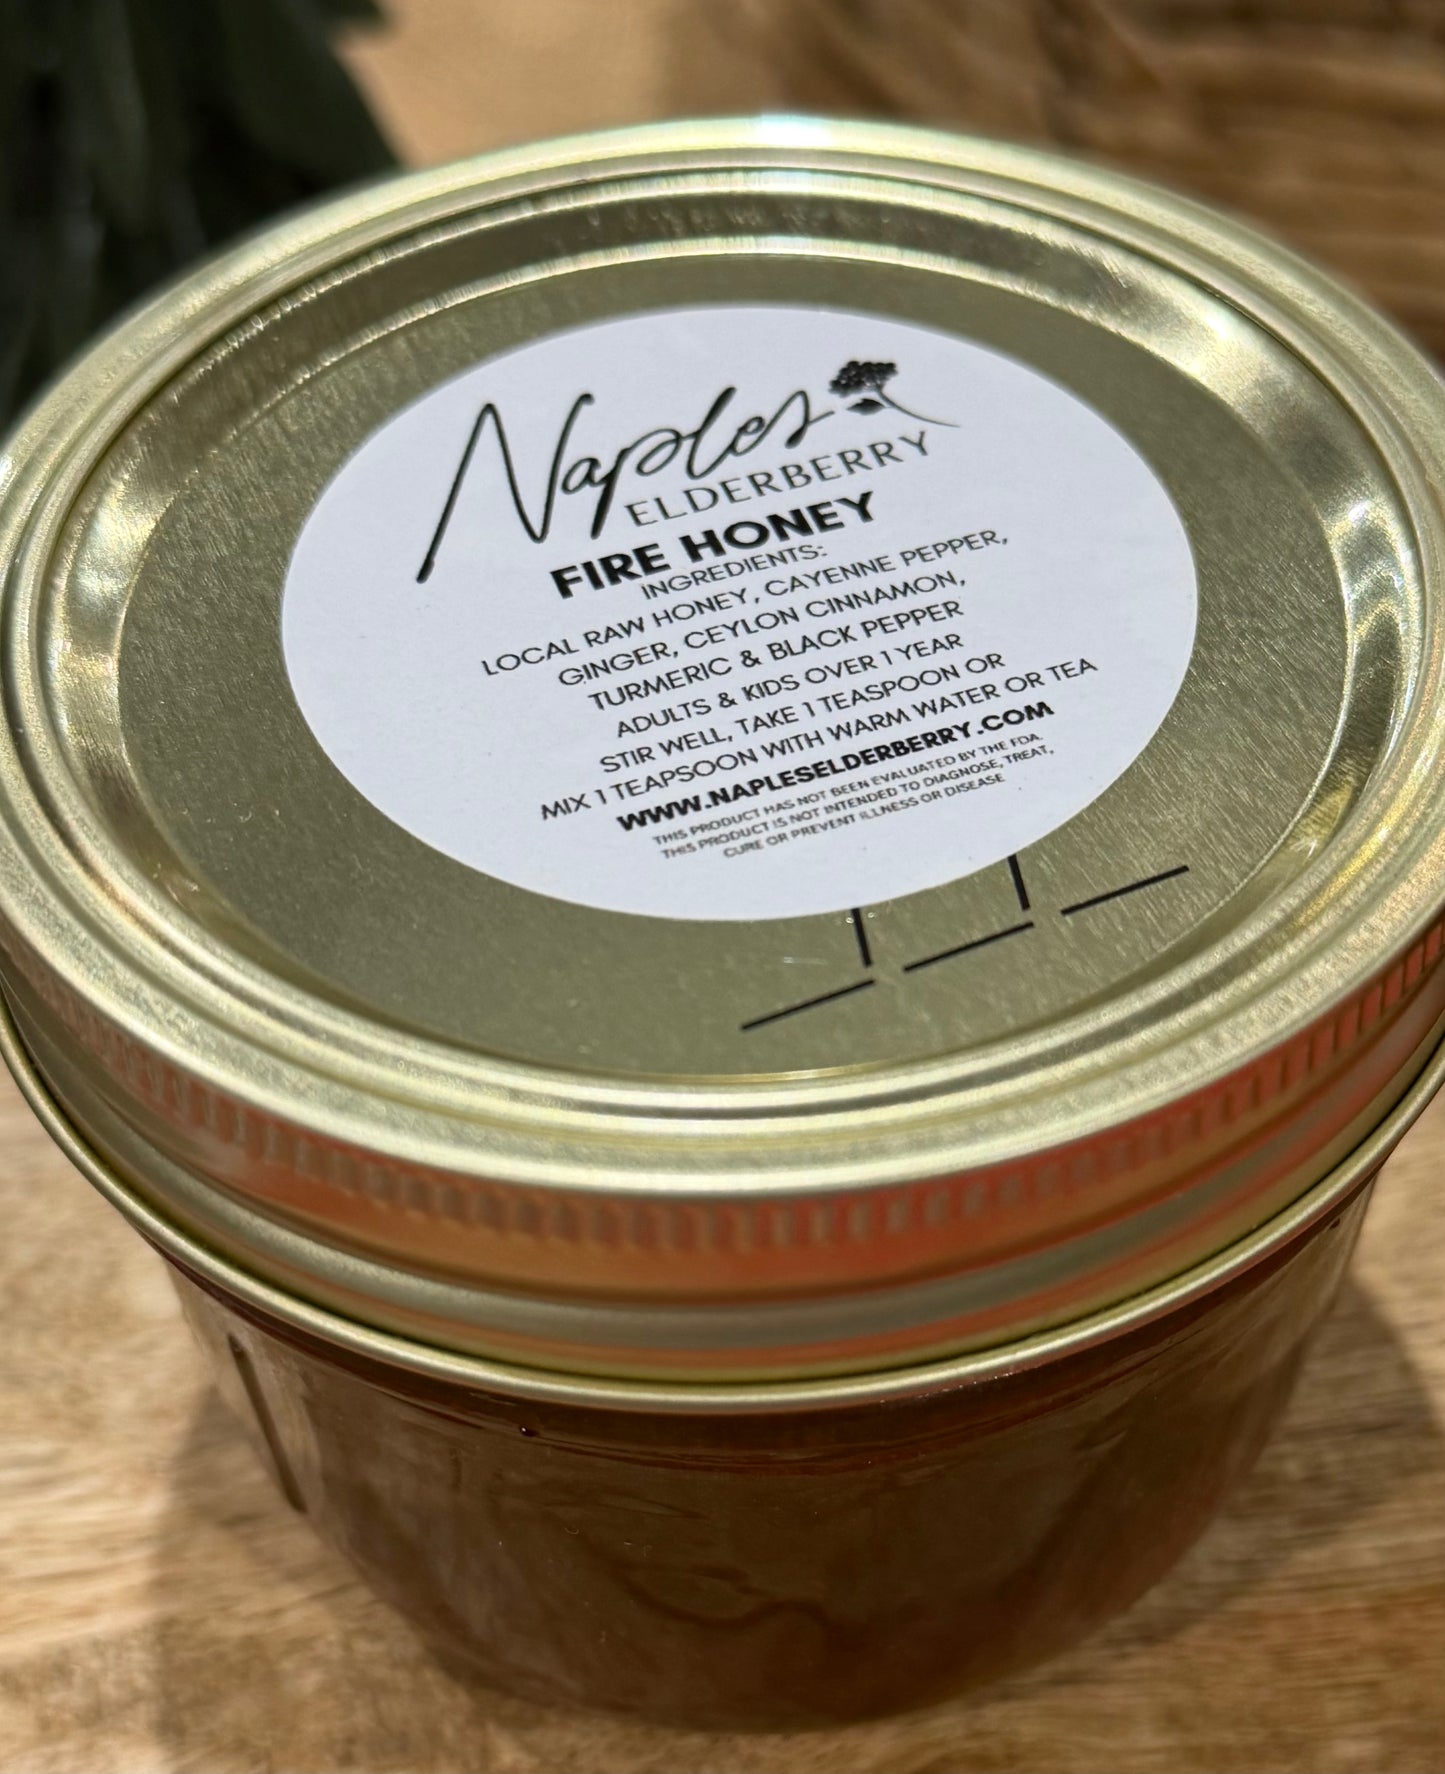 Naples
ELDERBERRY
FIRE HONEY
INGREDIENTS:
LOCAL RAW HONEY, CAYENNE PEPPER,
GINGER, CEYLON CINNAMON,
TURMERIC & BLACK PEPPER
ADULTS & KIDS OVER 1 YEAR
STIR WELL, TAKE 1 TEASPOON OR
MIX 1 TEAPSOON WITH WARM WATER OR TEA
WWW.NAPLESELDERBERRY.COM
THIS PRODUCT HAS NOT BEEN EVALUATED BY THE FDA.
THIS PRODUCT IS NOT INTENDED TO DIAGNOSE, TREAT,
CURE OR PREVENT ILLNESS OR DISEASE